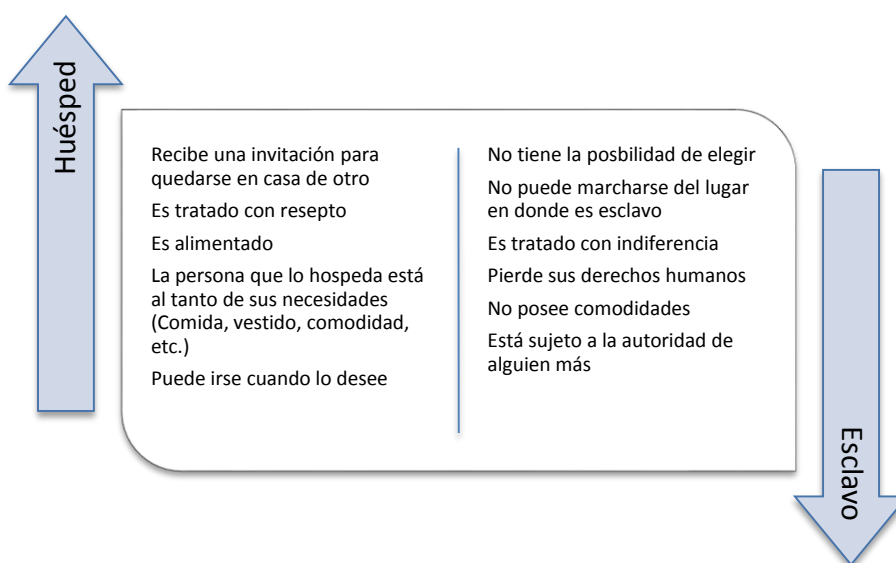 Huésped
Recibe una invitación para
quedarse en casa de otro
Es tratado con resepto
Es alimentado
La persona que lo hospeda está
al tanto de sus necesidades
(Comida, vestido, comodidad,
etc.)
Puede irse cuando lo desee
No tiene la posbilidad de elegir
No puede marcharse del lugar
en donde es esclavo
Es tratado con indiferencia
Pierde sus derechos humanos
No posee comodidades
Está sujeto a la autoridad de
alguien más
Esclavo